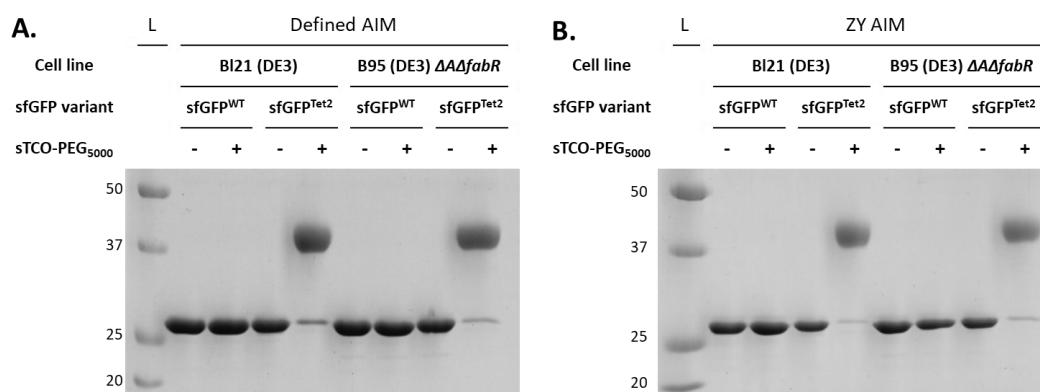 A.
L
Defined AIM
Cell line
Bl21 (DE3)
B95 (DE3) ΔAΔfabR
sfGFP variant
sfGFPWT
sfGFPTet2
sfGFPWT
sfGFPTet2
sTCO-PEG5000
- + - + - + - +
50
37
25
20
B.
L
ZY AIM
Cell line
Bl21 (DE3)
B95 (DE3) ΔAΔfabR
sfGFP variant
sfGFPWT
sfGFPTet2
sfGFPWT
sfGFPTet2
sTCO-PEG5000
- + - + - + - +
50
37
25
20